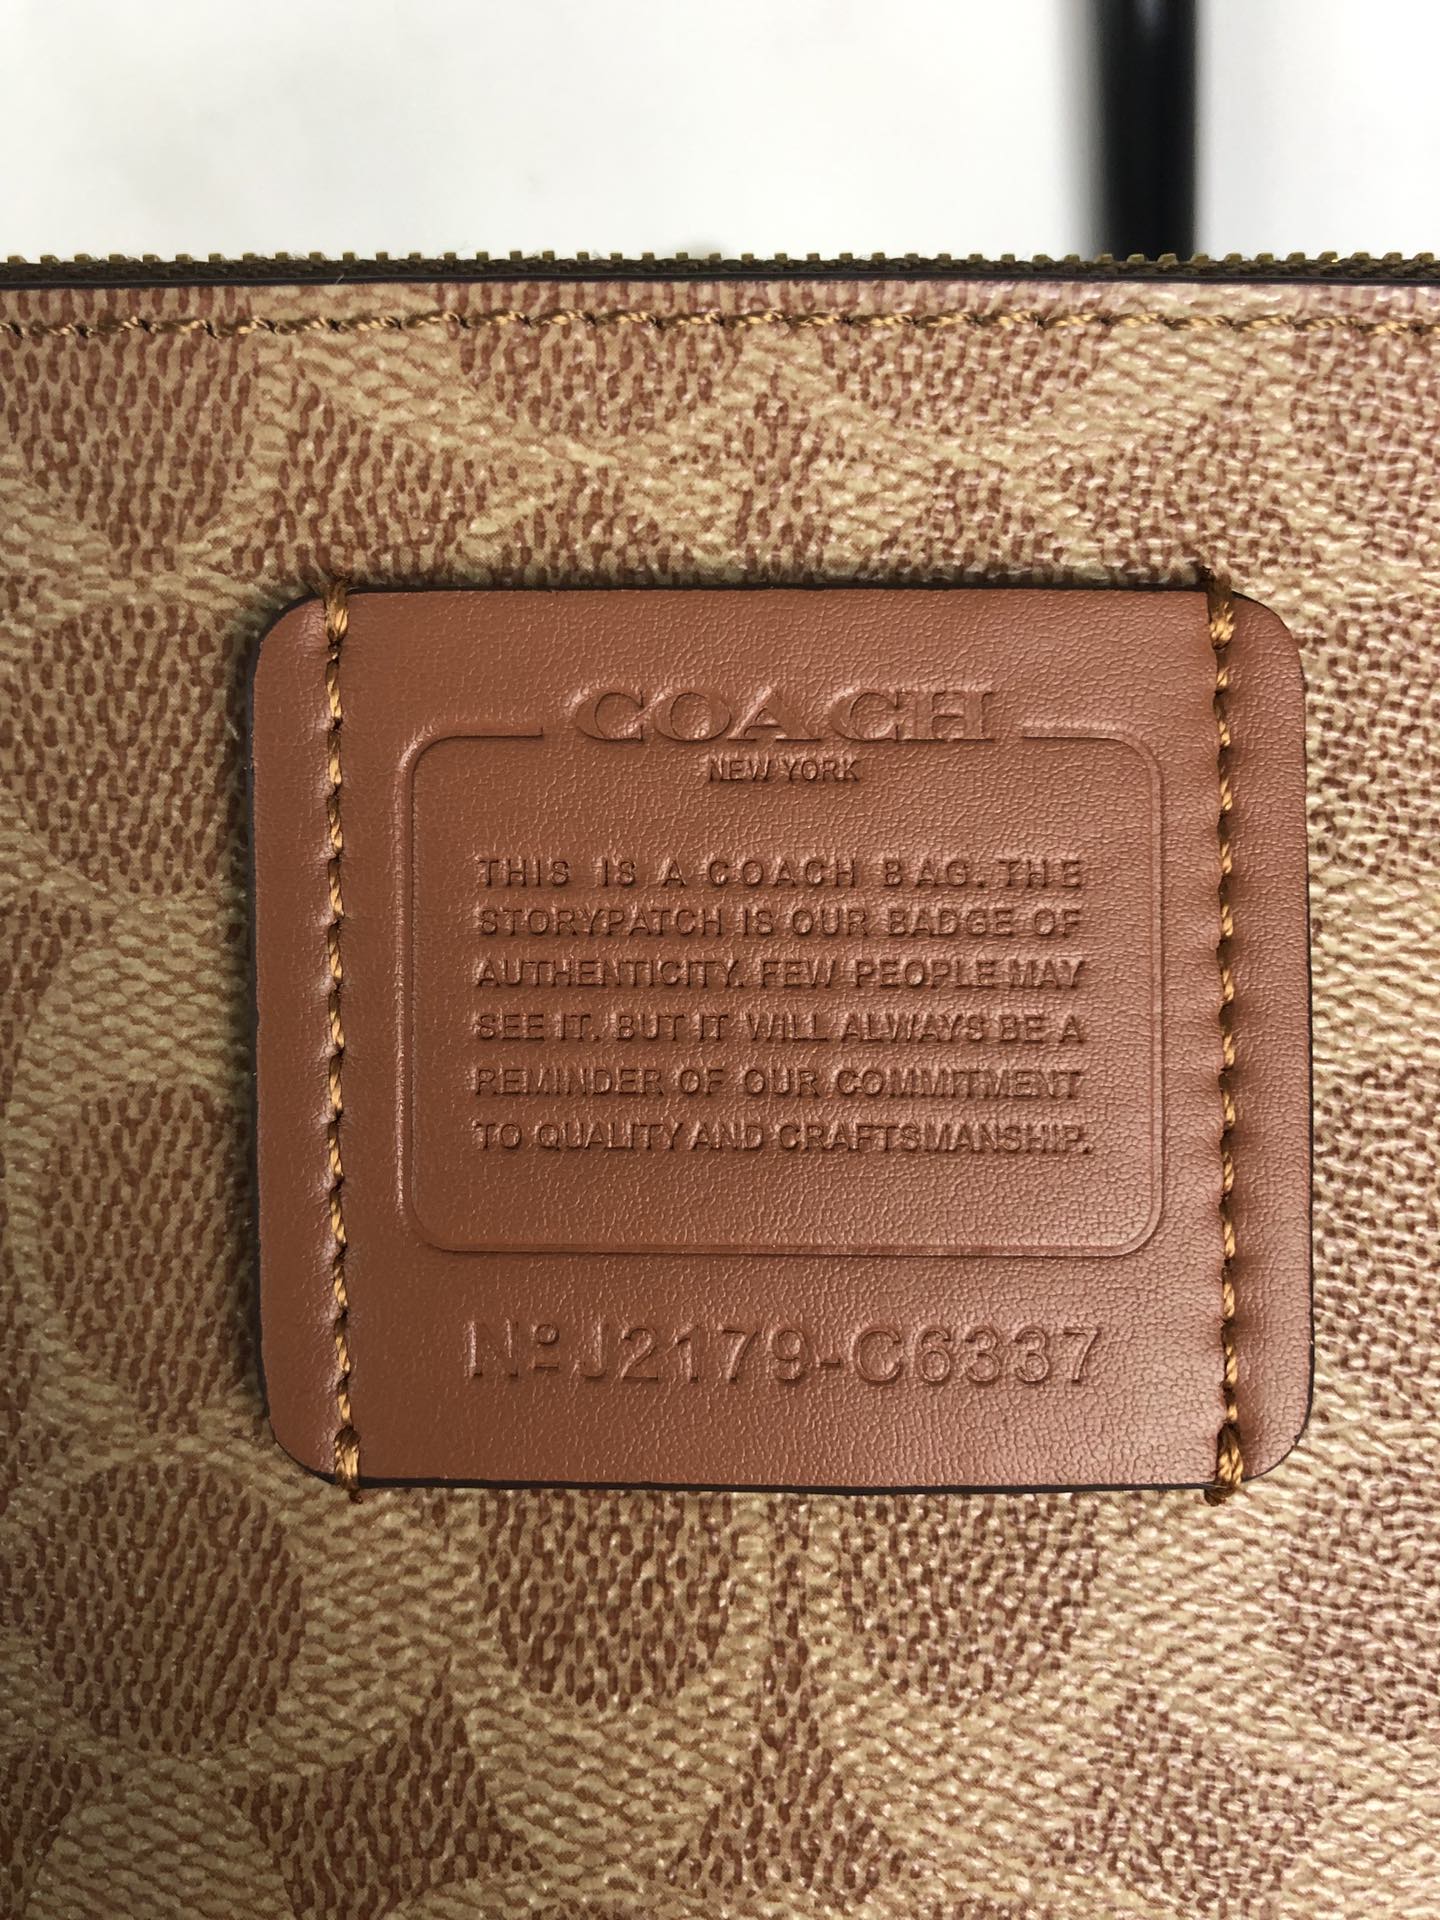 COACH
NEW YORK
THIS IS A COACH BAG. THE
STORYPATCH IS OUR BADGE OF
AUTHENTICITY. FEW PEOPLE MAY
SEE IT. BUT IT WILL ALWAYS BE A
REMINDER OF OUR COMMITMENT
TO QUALITY AND CRAFTSMANSHIP.
Nº J2179-C6337